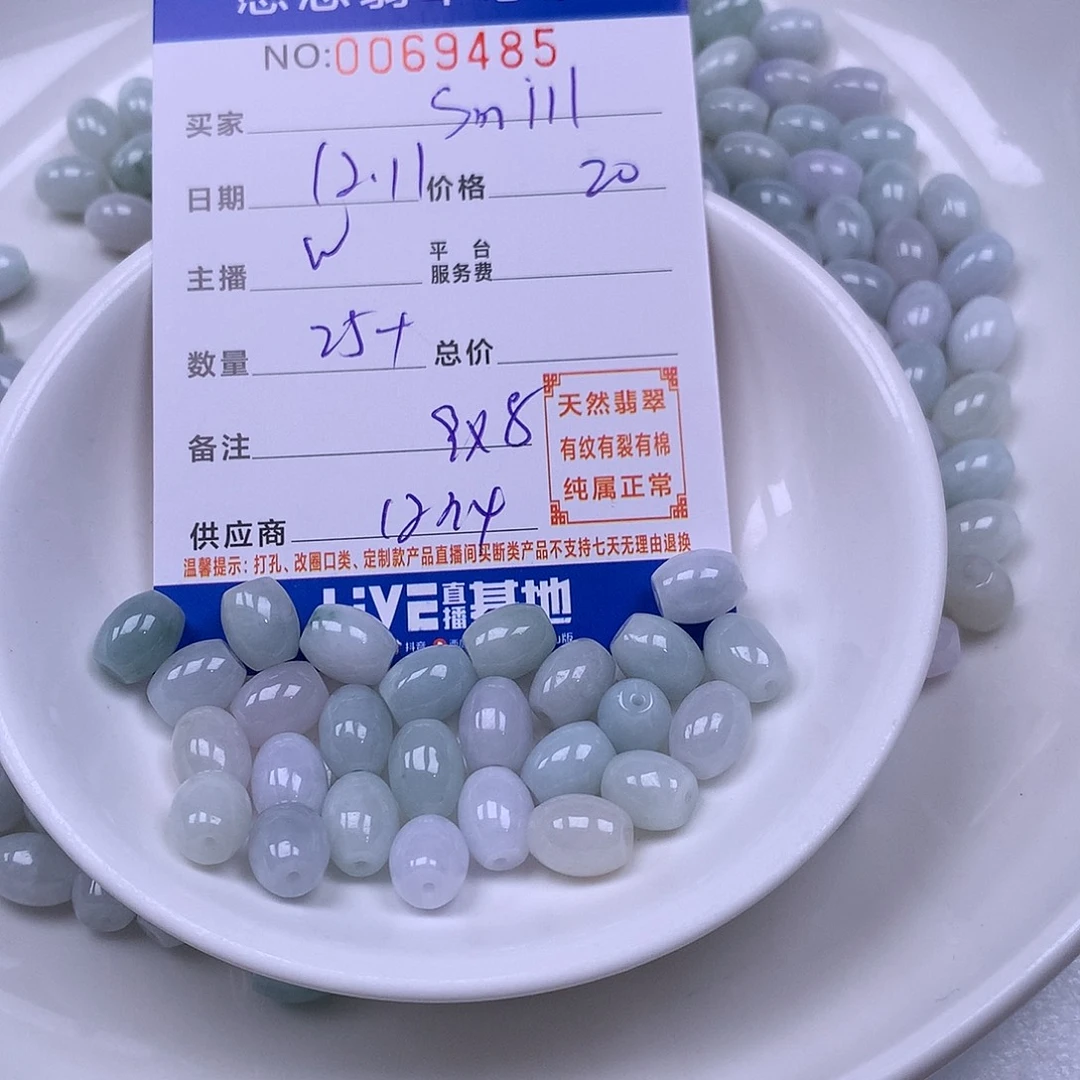 NO:0069485
买家 Sm111
日期 12.11 价格 20
主播 W 平台服务费
数量 25+ 总价
备注 8x8
供应商
天然翡翠
有纹有裂有棉
纯属正常
温馨提示：打孔、改圈口类、定制款产品直播间买断类产品不支持七天无理由退换
LiVE直播基地
抖音